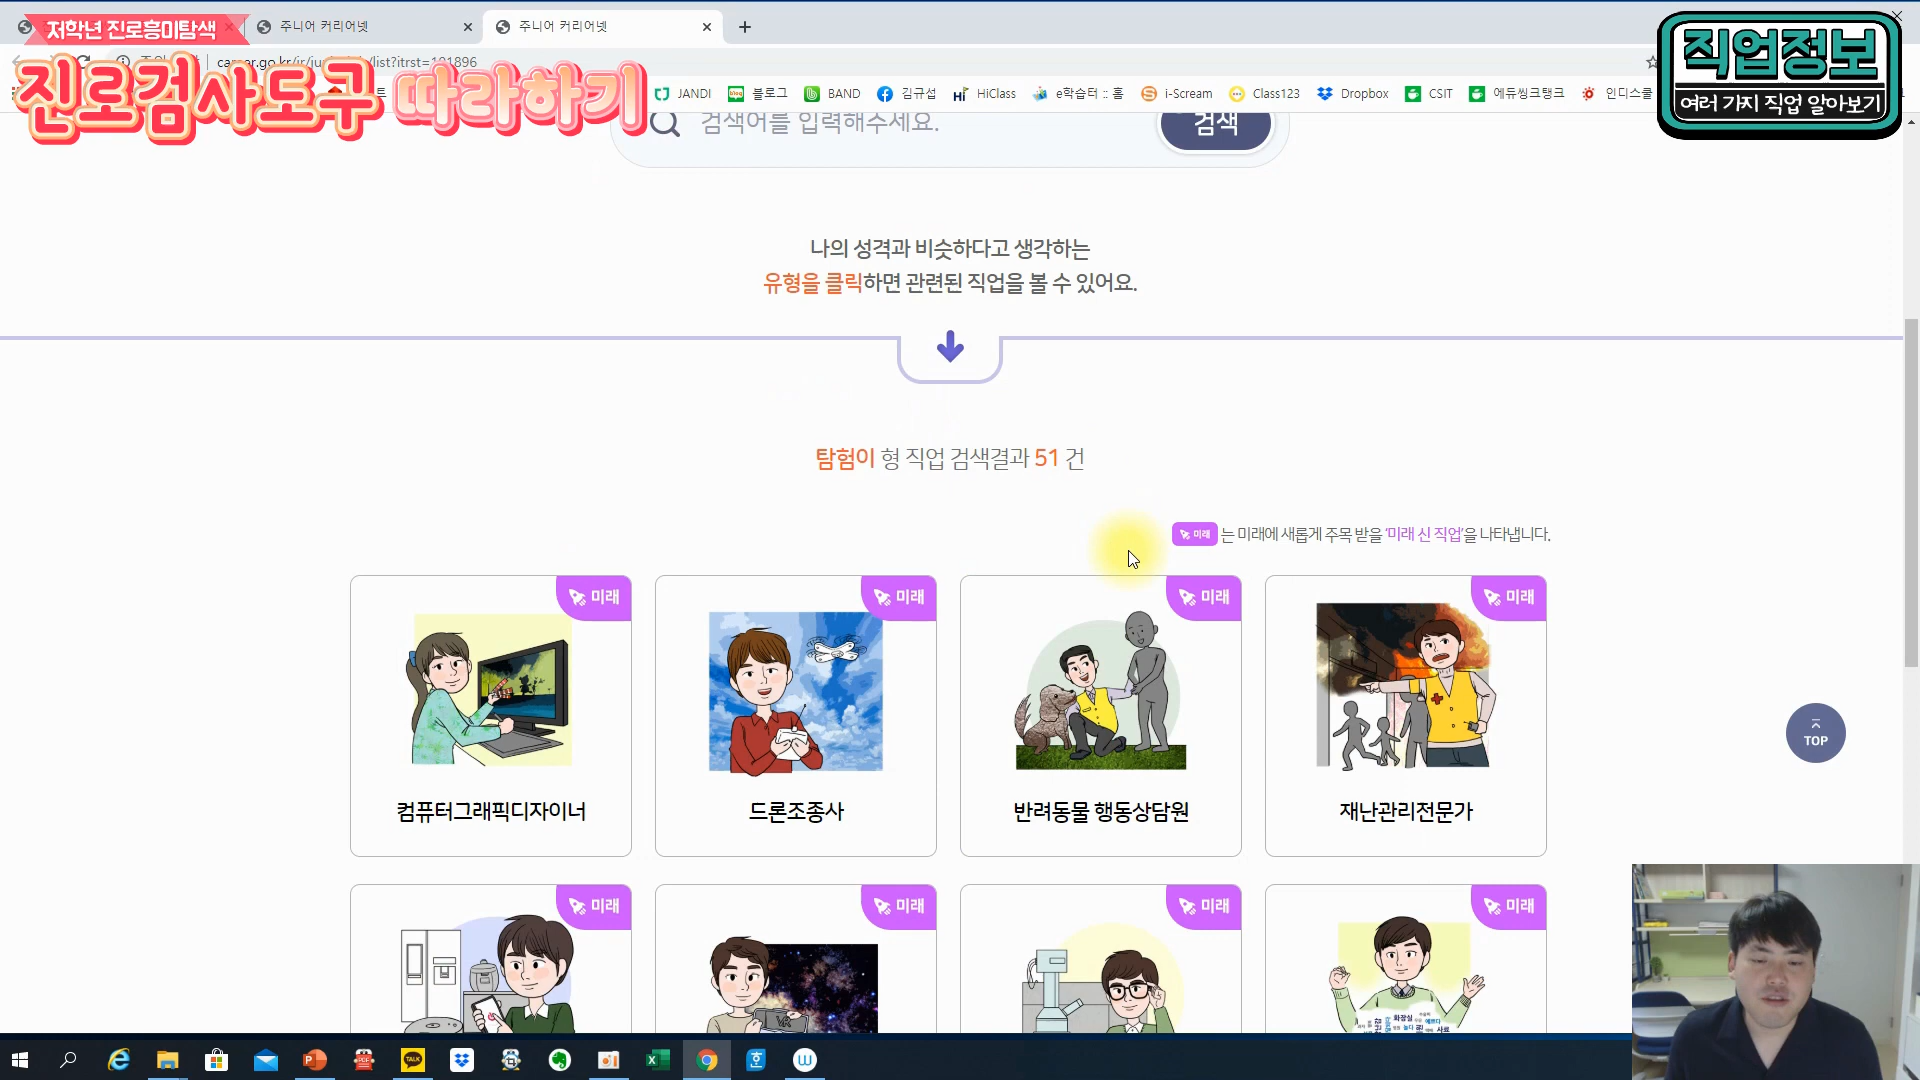 저학년 진로흥미탐색
주니어 커리어넷
주니어 커리어넷
직업정보
여러 가지 직업 알아보기
진로검사도구 따라하기
JANDI
블로그
BAND
김규섭
HiClass
e학습터 :: 홈
i-Scream
Class123
Dropbox
CSIT
에듀씽크탱크
인디스쿨
검색어를 입력해주세요.
검색
나의 성격과 비슷하다고 생각하는
유형을 클릭하면 관련된 직업을 볼 수 있어요.
탐험이 형 직업 검색결과 51 건
미래 는 미래에 새롭게 주목 받을 '미래 신 직업'을 나타냅니다.
미래
미래
미래
미래
컴퓨터그래픽디자이너
드론조종사
반려동물 행동상담원
재난관리전문가
TOP
미래
미래
미래
미래
VR
화장실
TALK